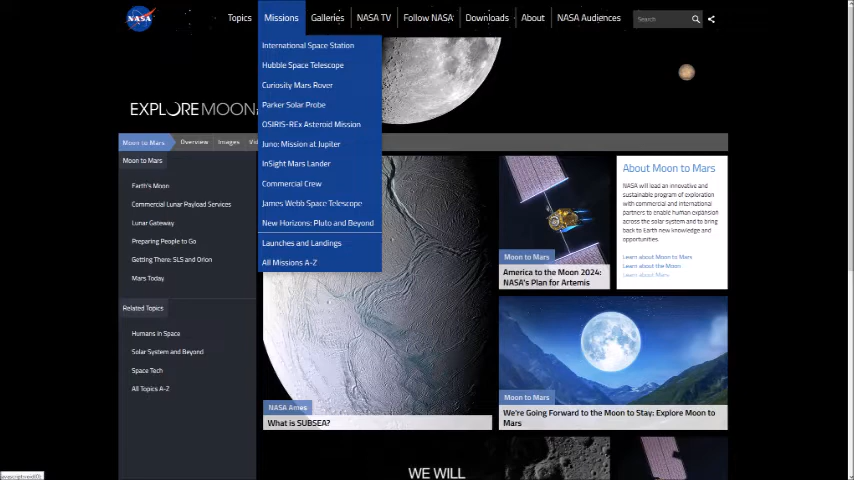 NASA
Topics
Missions
Galleries
NASA TV
Follow NASA
Downloads
About
NASA Audiences
Search
International Space Station
Hubble Space Telescope
Curiosity Mars Rover
Parker Solar Probe
OSIRIS-REx Asteroid Mission
Juno: Mission at Jupiter
InSight Mars Lander
Commercial Crew
James Webb Space Telescope
New Horizons: Pluto and Beyond
Launches and Landings
All Missions A-Z
EXPLORE MOON
Moon to Mars
Overview
Images
Moon to Mars
Earth's Moon
Commercial Lunar Payload Services
Lunar Gateway
Preparing People to Go
Getting There: SLS and Orion
Mars Today
Related Topics
Humans in Space
Solar System and Beyond
Space Tech
All Topics A-Z
NASA Ames
What is SUBSEA?
Moon to Mars
America to the Moon 2024:
NASA's Plan for Artemis
About Moon to Mars
NASA will lead an innovative and
sustainable program of exploration
with commercial and international
partners to enable human expansion
across the solar system and to bring
back to Earth new knowledge and
opportunities.
Learn about Moon to Mars
Learn about the Moon
Learn about Mars
Moon to Mars
We're Going Forward to the Moon to Stay: Explore Moon to
Mars
WE WILL